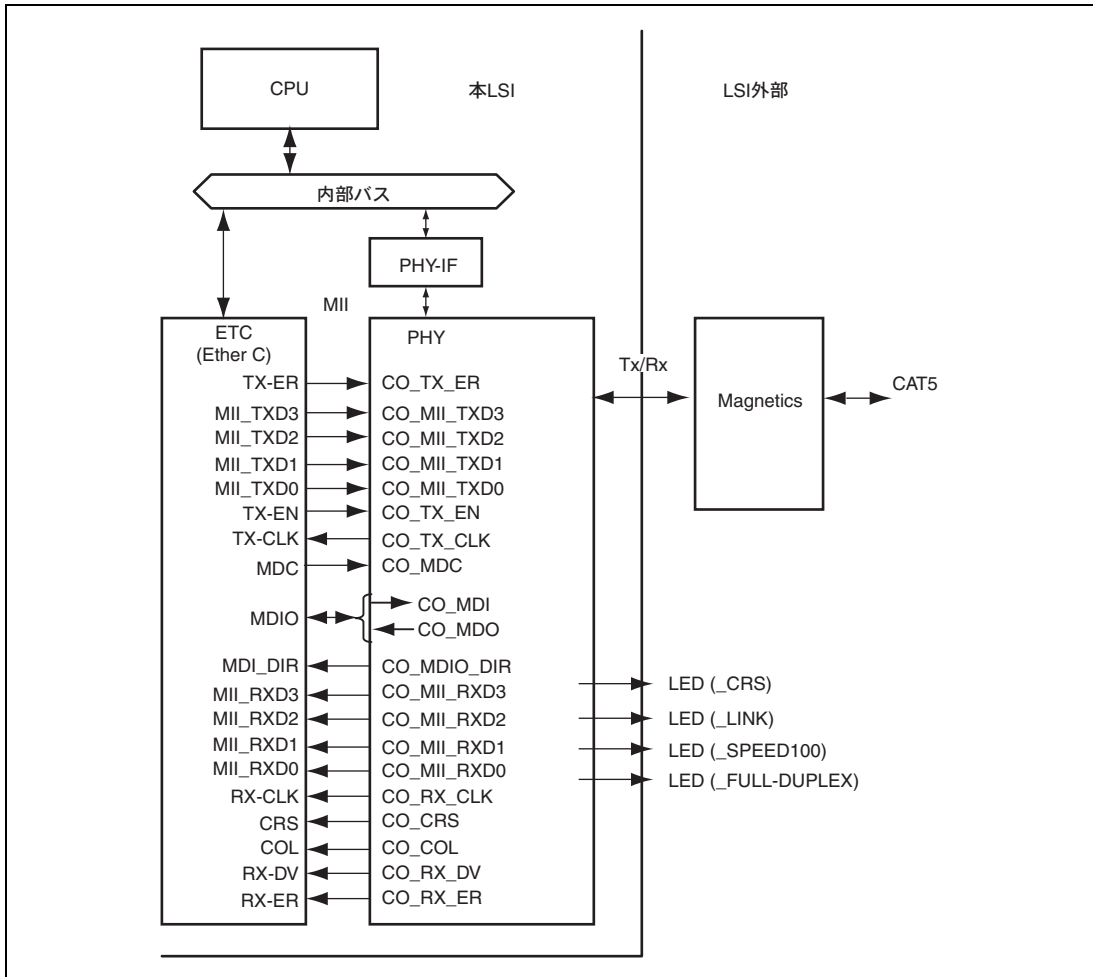 CPU
本LSI
LSI外部
内部バス
PHY-IF
MII
ETC
(Ether C)
PHY
TX-ER CO_TX_ER
MII_TXD3 CO_MII_TXD3
MII_TXD2 CO_MII_TXD2
MII_TXD1 CO_MII_TXD1
MII_TXD0 CO_MII_TXD0
TX-EN CO_TX_EN
TX-CLK CO_TX_CLK
MDC CO_MDC
MDIO CO_MDI
CO_MDO
MDI_DIR CO_MDIO_DIR
MII_RXD3 CO_MII_RXD3
MII_RXD2 CO_MII_RXD2
MII_RXD1 CO_MII_RXD1
MII_RXD0 CO_MII_RXD0
RX-CLK CO_RX_CLK
CRS CO_CRS
COL CO_COL
RX-DV CO_RX_DV
RX-ER CO_RX_ER
Tx/Rx
Magnetics
CAT5
LED (_CRS)
LED (_LINK)
LED (_SPEED100)
LED (_FULL-DUPLEX)